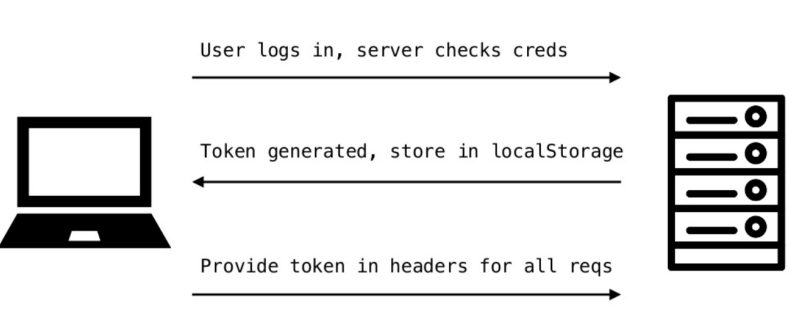 User logs in, server checks creds
Token generated, store in localStorage
Provide token in headers for all reqs